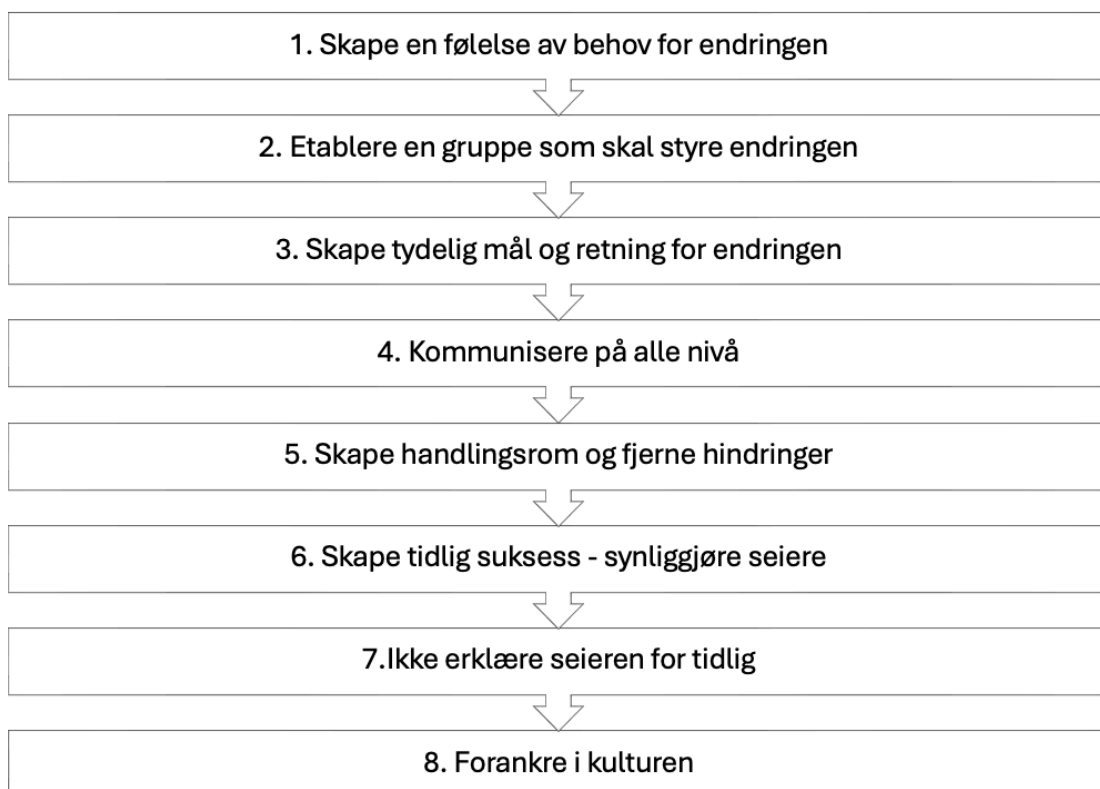 1. Skape en følelse av behov for endringen
2. Etablere en gruppe som skal styre endringen
3. Skape tydelig mål og retning for endringen
4. Kommunisere på alle nivå
5. Skape handlingsrom og fjerne hindringer
6. Skape tidlig suksess - synliggjøre seiere
7.Ikke erklære seieren for tidlig
8. Forankre i kulturen